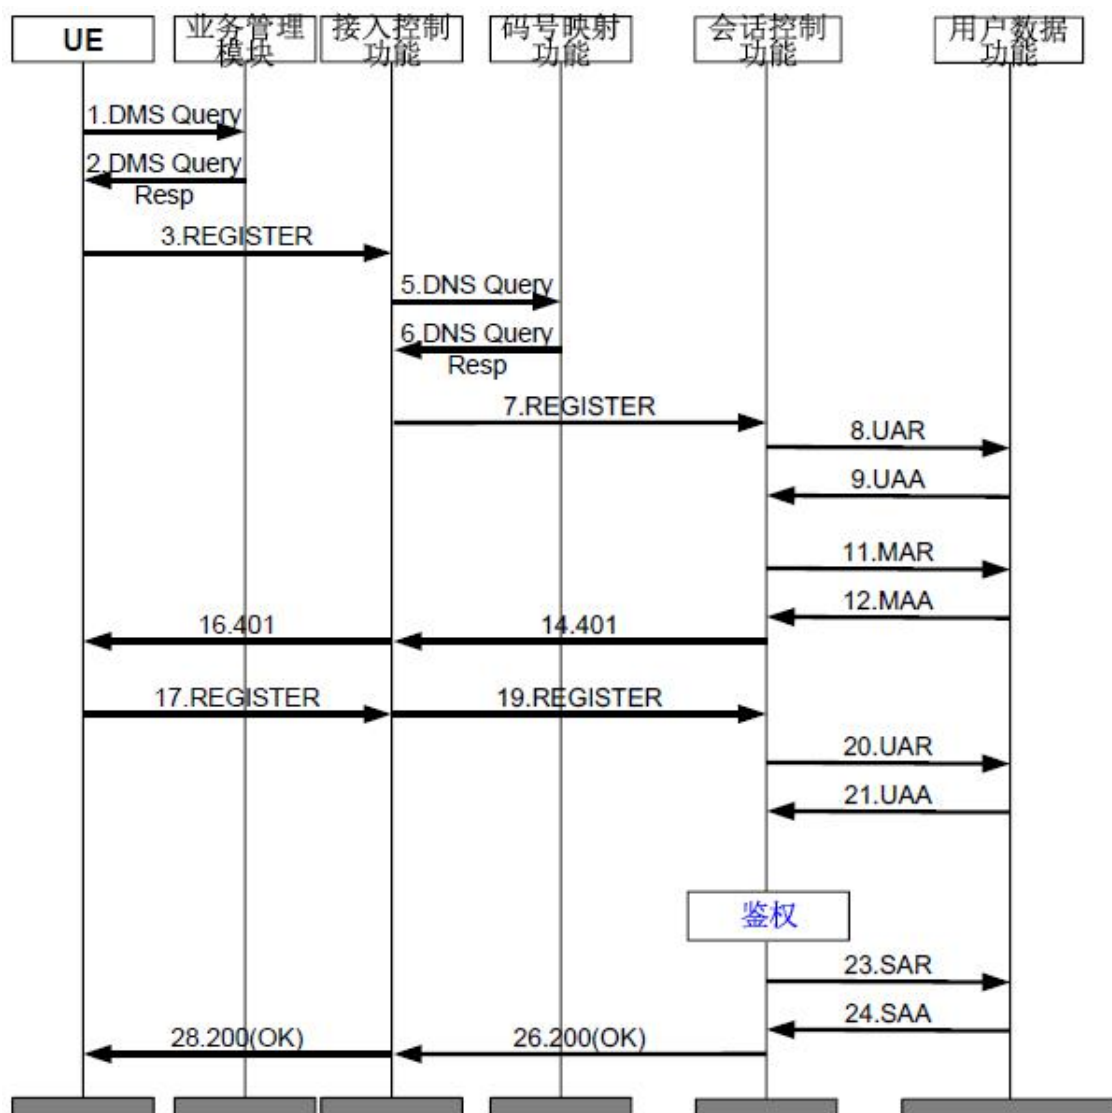 UE
业务管理
模块
接入控制
功能
码号映射
功能
会话控制
功能
用户数据
功能
1.DMS Query
2.DMS Query
Resp
3.REGISTER
5.DNS Query
6.DNS Query
Resp
7.REGISTER
8.UAR
9.UAA
11.MAR
12.MAA
16.401
14.401
17.REGISTER
19.REGISTER
20.UAR
21.UAA
鉴权
23.SAR
24.SAA
28.200(OK)
26.200(OK)